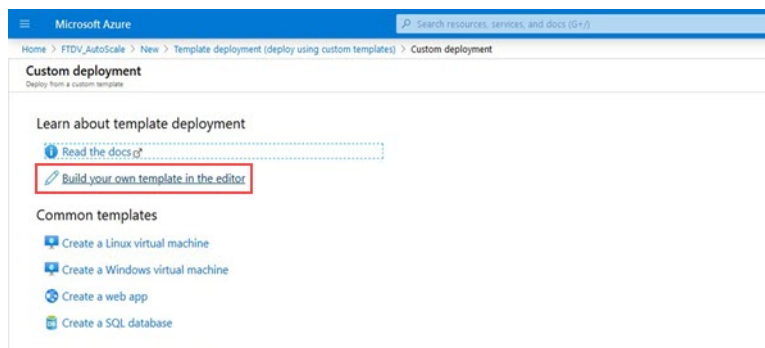 Microsoft Azure
Search resources, services, and docs (G+/)
Home > FTDV_AutoScale > New > Template deployment (deploy using custom templates) > Custom deployment
Custom deployment
Deploy from a custom template
Learn about template deployment
Read the docs
Build your own template in the editor
Common templates
Create a Linux virtual machine
Create a Windows virtual machine
Create a web app
Create a SQL database